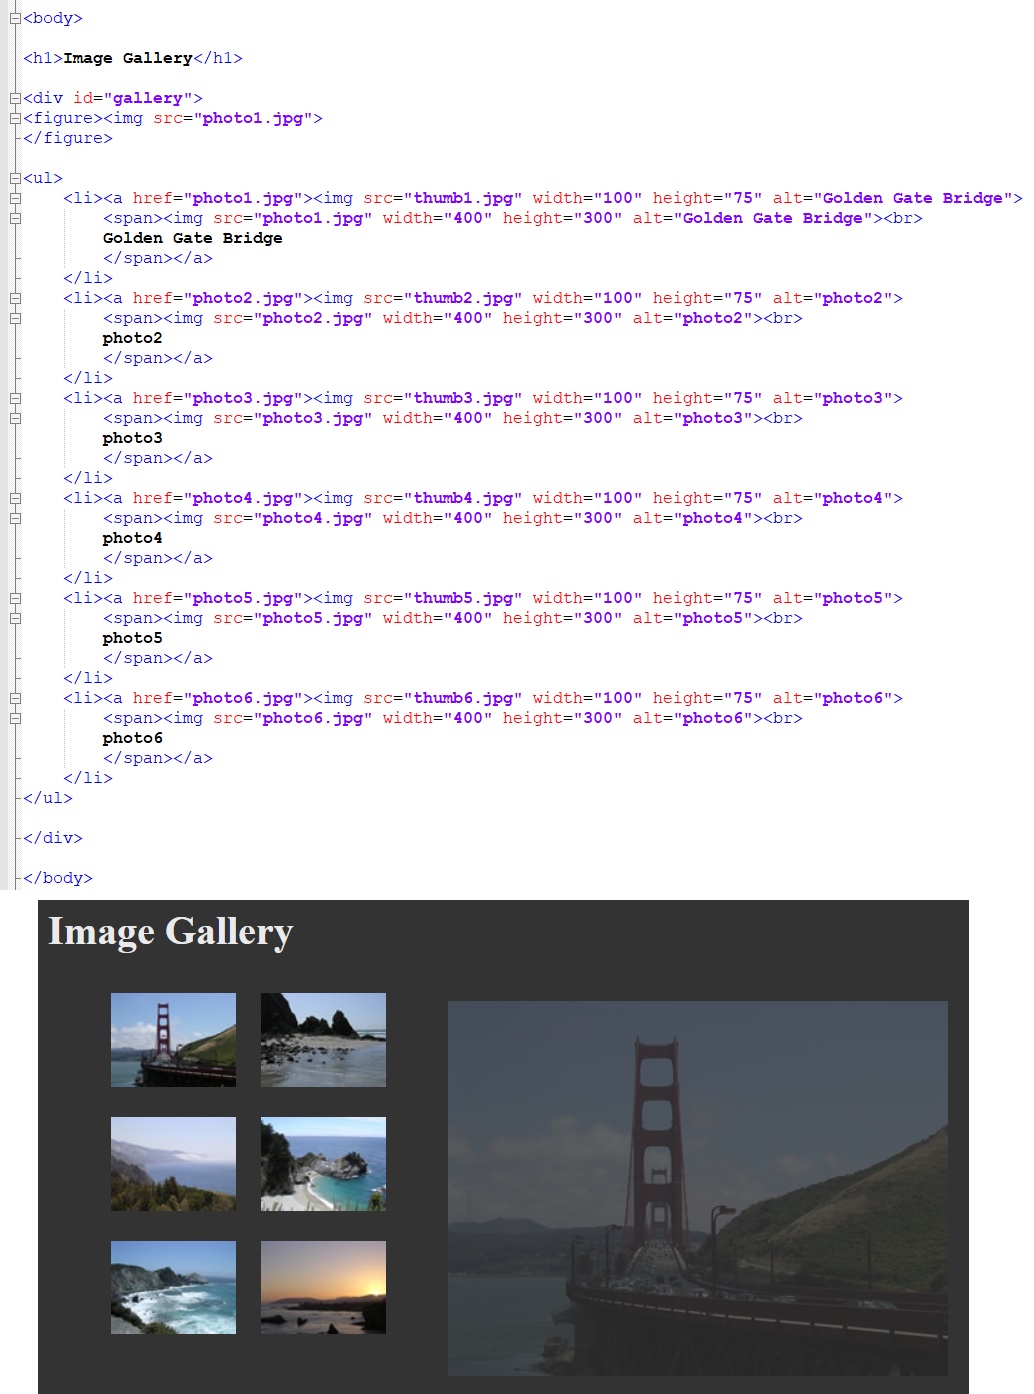 <body>
<h1>Image Gallery</h1>
<div id="gallery">
<figure><img src="photo1.jpg">
</figure>
<ul>
<li><a href="photo1.jpg"><img src="thumb1.jpg" width="100" height="75" alt="Golden Gate Bridge">
<span><img src="photo1.jpg" width="400" height="300" alt="Golden Gate Bridge"><br>
Golden Gate Bridge
</span></a>
</li>
<li><a href="photo2.jpg"><img src="thumb2.jpg" width="100" height="75" alt="photo2">
<span><img src="photo2.jpg" width="400" height="300" alt="photo2"><br>
photo2
</span></a>
</li>
<li><a href="photo3.jpg"><img src="thumb3.jpg" width="100" height="75" alt="photo3">
<span><img src="photo3.jpg" width="400" height="300" alt="photo3"><br>
photo3
</span></a>
</li>
<li><a href="photo4.jpg"><img src="thumb4.jpg" width="100" height="75" alt="photo4">
<span><img src="photo4.jpg" width="400" height="300" alt="photo4"><br>
photo4
</span></a>
</li>
<li><a href="photo5.jpg"><img src="thumb5.jpg" width="100" height="75" alt="photo5">
<span><img src="photo5.jpg" width="400" height="300" alt="photo5"><br>
photo5
</span></a>
</li>
<li><a href="photo6.jpg"><img src="thumb6.jpg" width="100" height="75" alt="photo6">
<span><img src="photo6.jpg" width="400" height="300" alt="photo6"><br>
photo6
</span></a>
</li>
</ul>
</div>
</body>
Image Gallery